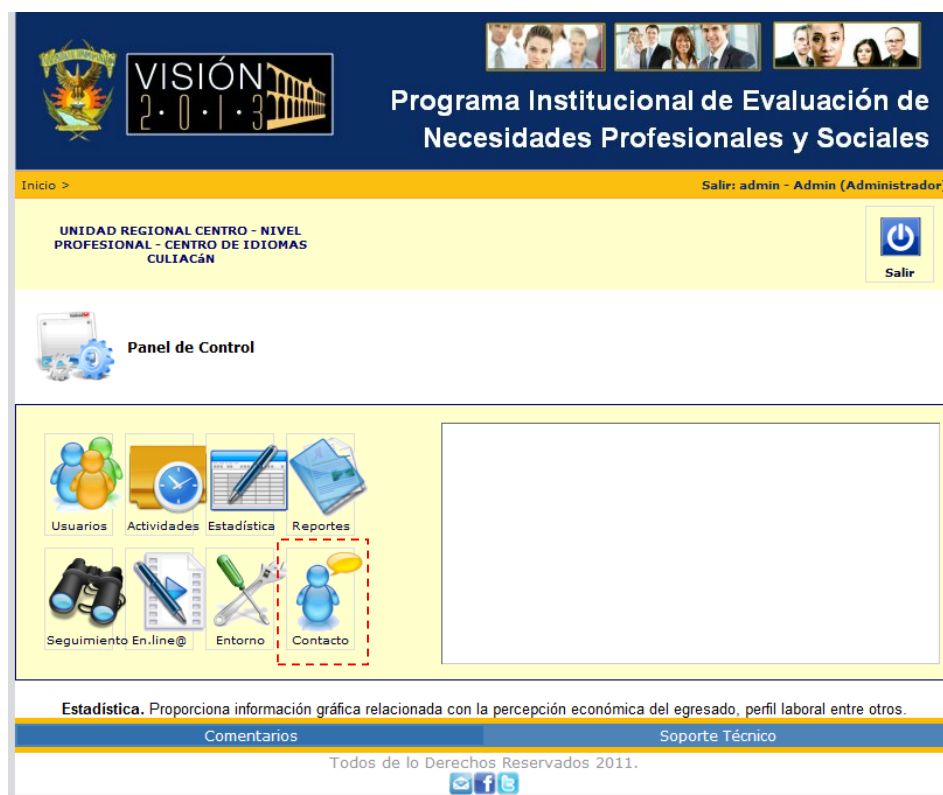 VISIÓN
2·0·1·3
Programa Institucional de Evaluación de
Necesidades Profesionales y Sociales
Inicio >
Salir: admin - Admin (Administrador)
UNIDAD REGIONAL CENTRO - NIVEL
PROFESIONAL - CENTRO DE IDIOMAS
CULIACáN
Salir
Panel de Control
Usuarios Actividades Estadística Reportes
Seguimiento En.line@ Entorno Contacto
Estadística. Proporciona información gráfica relacionada con la percepción económica del egresado, perfil laboral entre otros.
Comentarios Soporte Técnico
Todos de lo Derechos Reservados 2011.